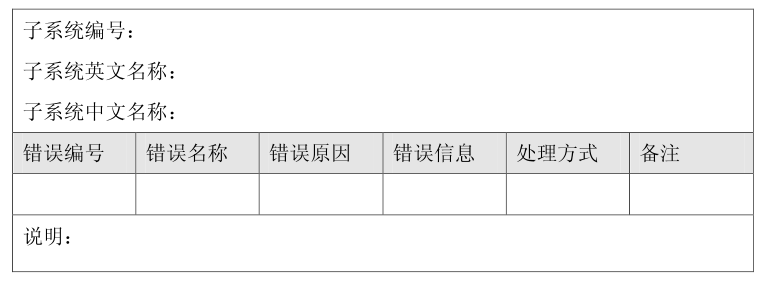 子系统编号：
子系统英文名称：
子系统中文名称：
错误编号 错误名称 错误原因 错误信息 处理方式 备注
说明：